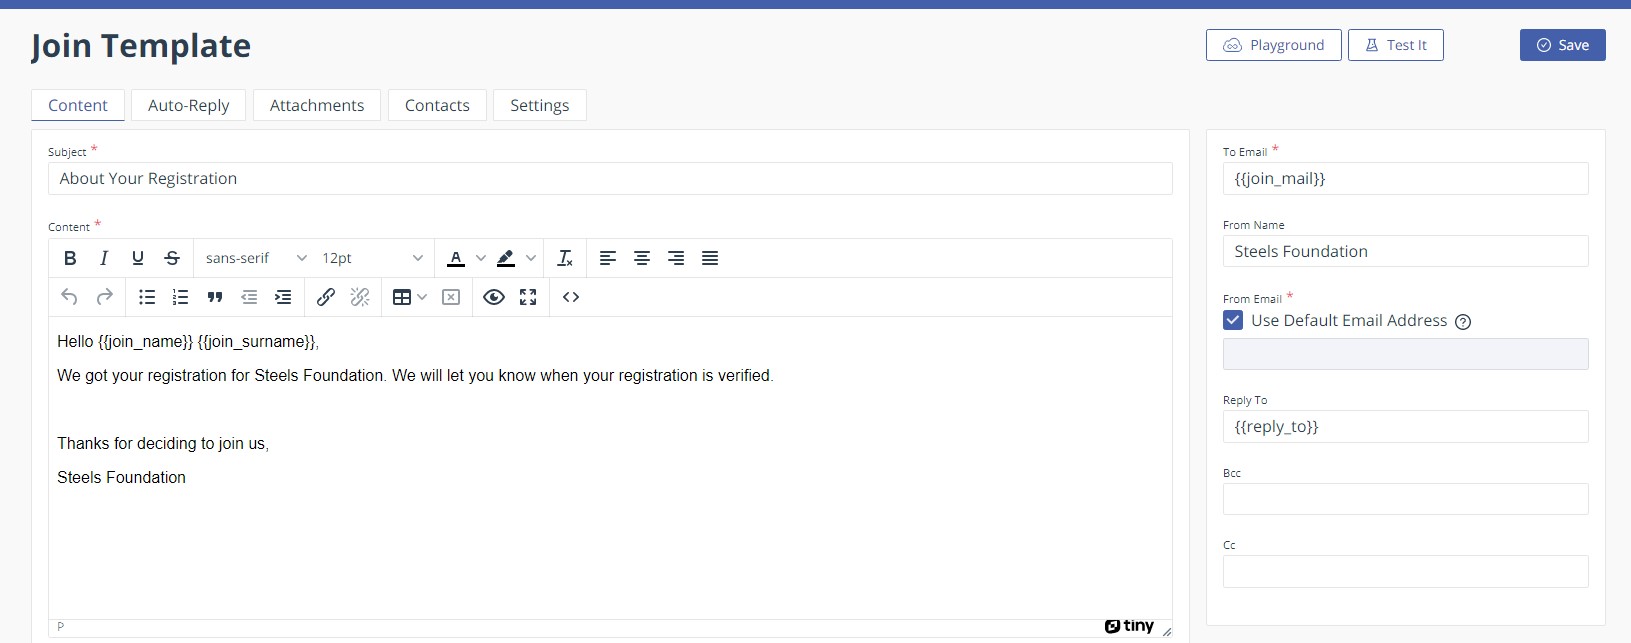 Join Template
Playground
Test It
Save
Content
Auto-Reply
Attachments
Contacts
Settings
Subject *
About Your Registration
Content *
B I U S sans-serif 12pt A
Hello {{join_name}} {{join_surname}},
We got your registration for Steels Foundation. We will let you know when your registration is verified.
Thanks for deciding to join us,
Steels Foundation
P
tiny
To Email *
{{join_mail}}
From Name
Steels Foundation
From Email *
Use Default Email Address
Reply To
{{reply_to}}
Bcc
Cc